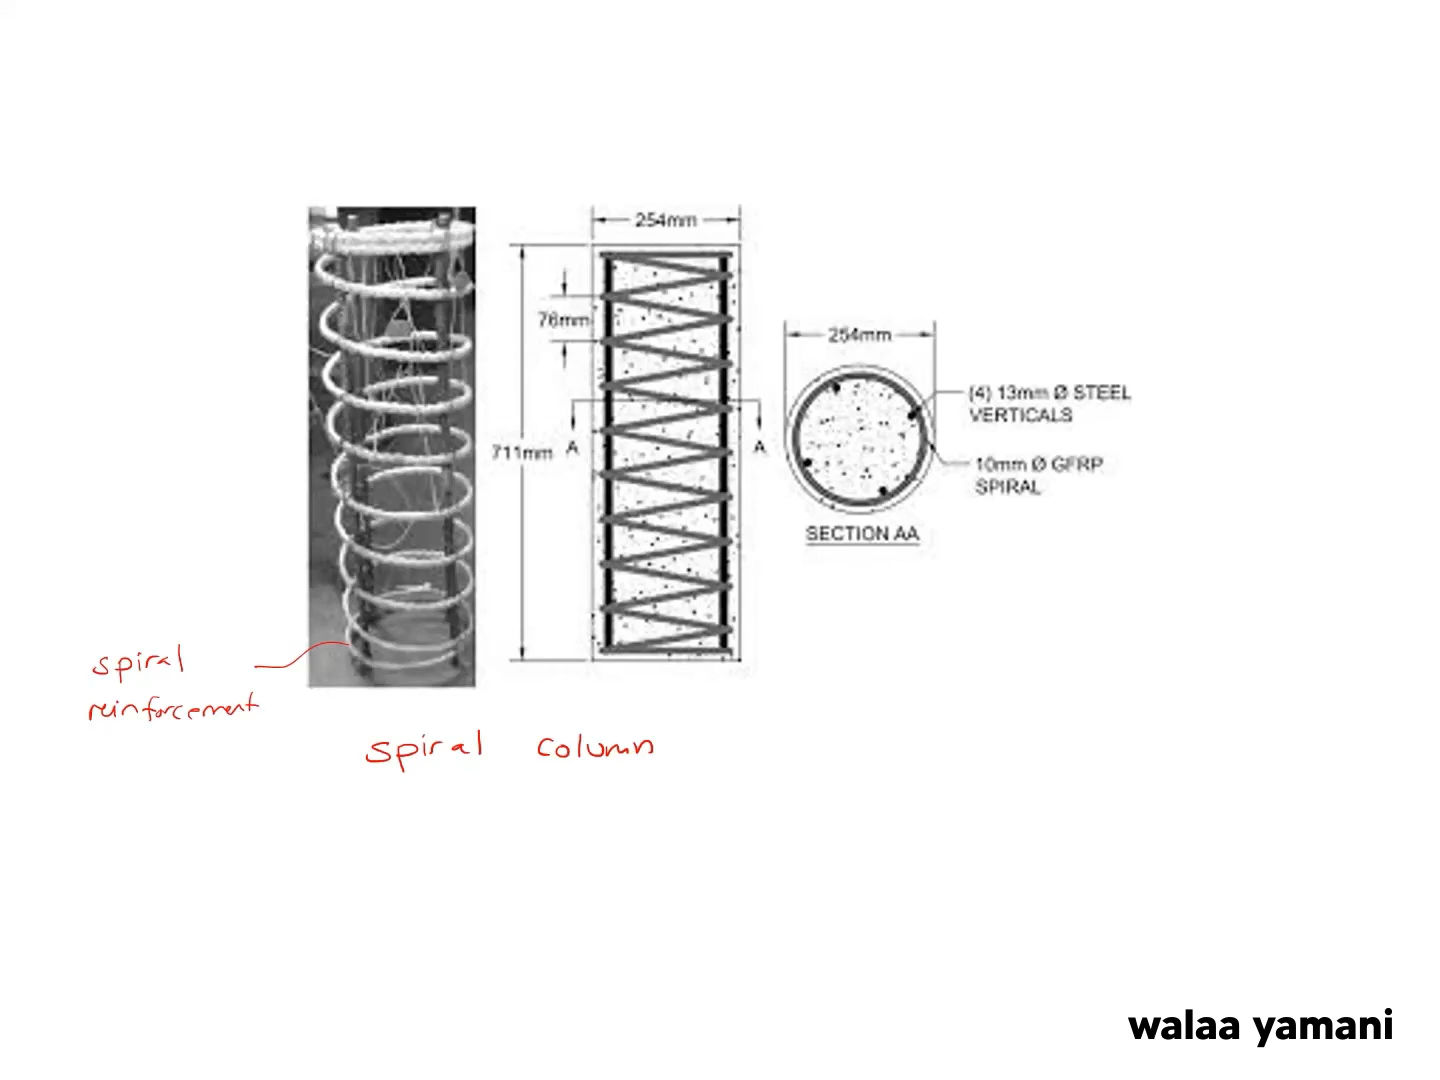 254mm
76mm
711mm
A
A
254mm
(4) 13mm Ø STEEL
VERTICALS
10mm Ø GFRP
SPIRAL
SECTION AA
spiral
reinforcement
spiral column
walaa yamani